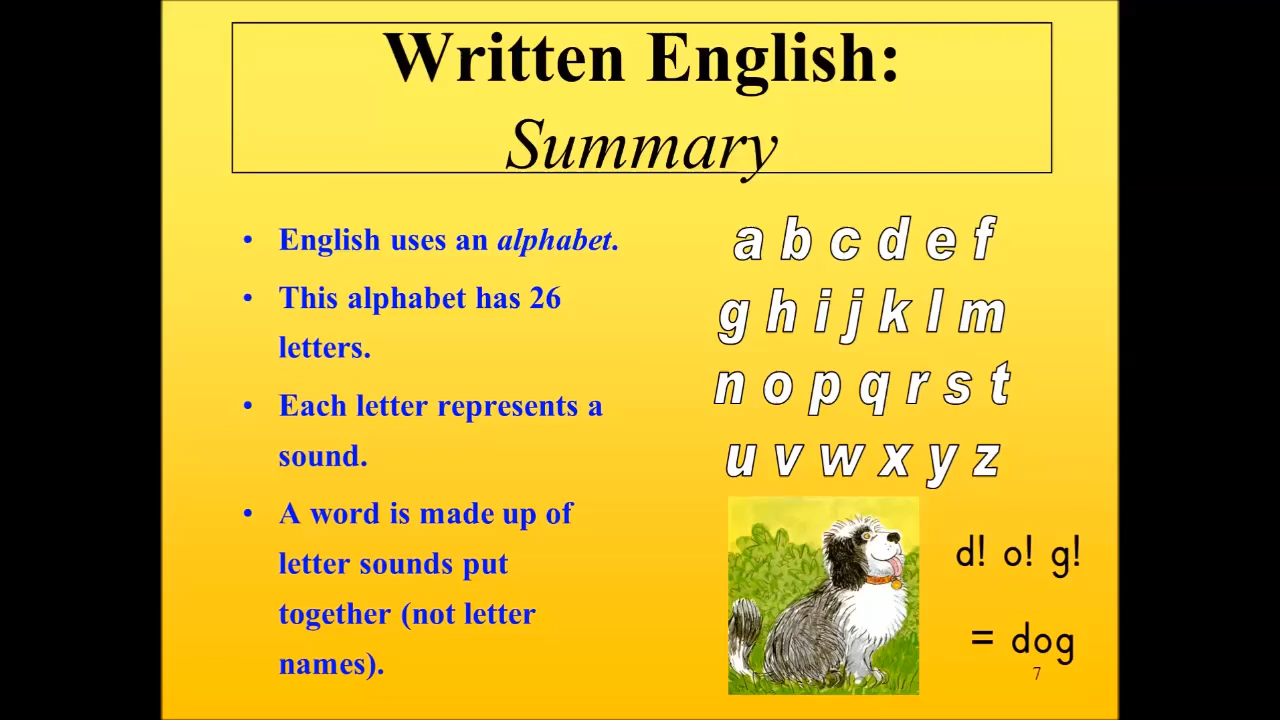 Written English:
Summary
• English uses an alphabet.
• This alphabet has 26
letters.
• Each letter represents a
sound.
• A word is made up of
letter sounds put
together (not letter
names).
a b c d e f
g h i j k l m
n o p q r s t
u v w x y z
d! o! g!
= dog
7